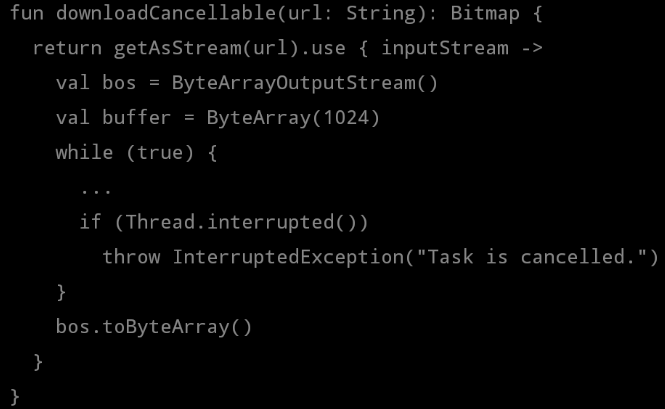 fun downloadCancellable(url: String): Bitmap {
  return getAsStream(url).use { inputStream ->
    val bos = ByteArrayOutputStream()
    val buffer = ByteArray(1024)
    while (true) {
      ...
      if (Thread.interrupted())
        throw InterruptedException("Task is cancelled.")
    }
    bos.toByteArray()
  }
}